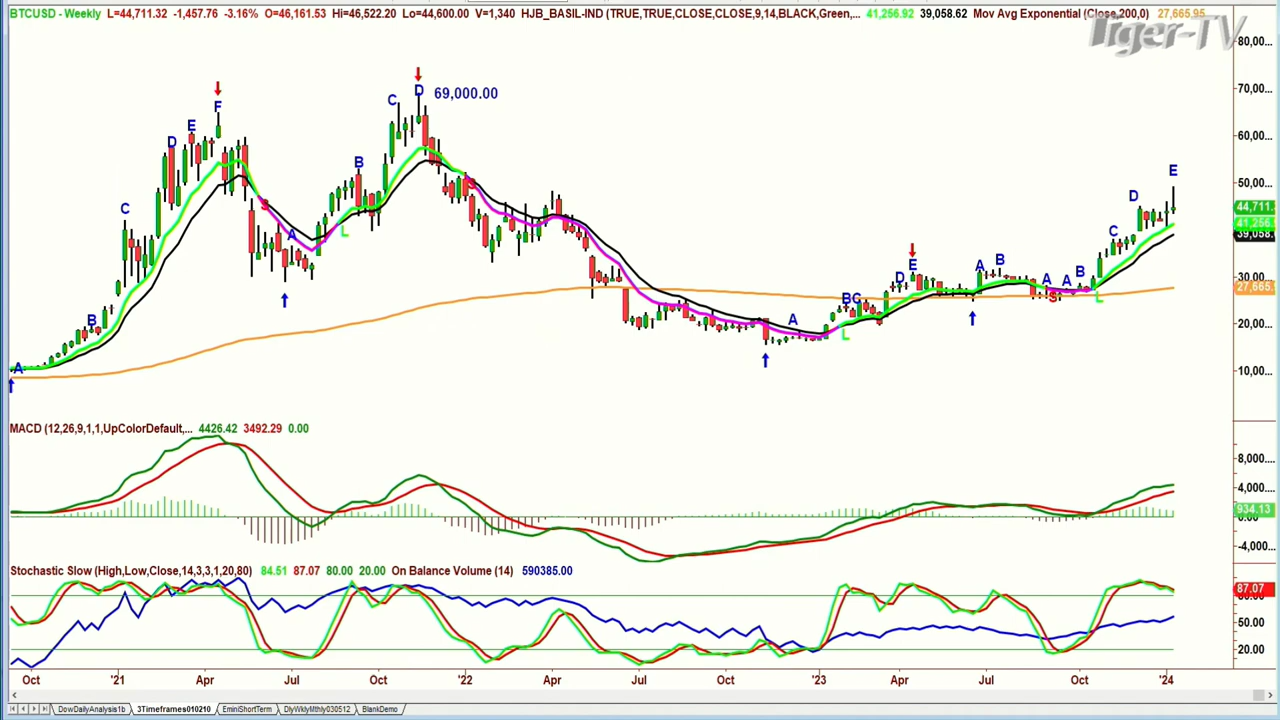 BTCUSD - Weekly L=44,711.32 -1,457.76 -3.16% O=46,161.53 Hi=46,522.20 Lo=44,600.00 V=1,340 HJB_BASIL-IND (TRUE,TRUE,CLOSE,CLOSE,9,14,BLACK,Green,... 41,256.92 39,058.62 Mov Avg Exponential (Close,200,0) 27,665.95
Tiger-TV
80,00...
D 69,000.00
70,00...
C
F
E
60,00...
D
B
E
50,00...
D
C
44,711.
S
41,256.
39,058
A
L
C
E
A
B
30,00...
D
A
A
B
27,665.
B
C
S
L
B
A
20,00...
L
A
10,00...
MACD (12,26,9,1,1,UpColorDefault,... 4426.42 3492.29 0.00
8,000...
4,000...
934.13
0.00
-4,000...
Stochastic Slow (High,Low,Close,14,3,3,1,20,80) 84.51 87.07 80.00 20.00 On Balance Volume (14) 590385.00
87.07
80.00
50.00
20.00
Oct '21 Apr Jul Oct '22 Apr Jul Oct '23 Apr Jul Oct '24
DowDailyAnalysis1b 3Timeframes010210 EminiShortTerm DlyWklyMthly030512 BlankDemo